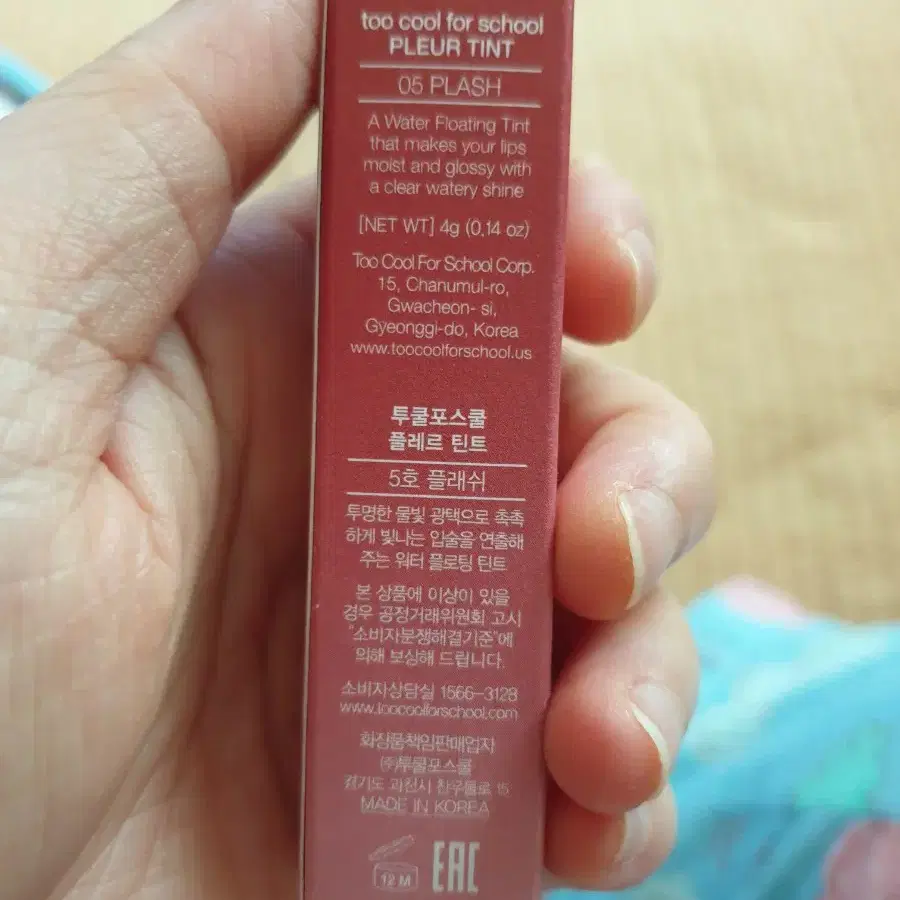 too cool for school
PLEUR TINT
05 PLASH
A Water Floating Tint
that makes your lips
moist and glossy with
a clear watery shine
[NET WT] 4g (0.14 oz)
Too Cool For School Corp.
15, Chanumul-ro,
Gwacheon- si,
Gyeonggi-do, Korea
www.toocoolforschool.us
투쿨포스쿨
플레르 틴트
5호 플래쉬
투명한 물빛 광택으로 촉촉
하게 빛나는 입술을 연출해
주는 워터 플로팅 틴트
본 상품에 이상이 있을
경우 공정거래위원회 고시
"소비자분쟁해결기준"에
의해 보상해 드립니다.
소비자상담실 1566-3128
www.toocoolforschool.com
화장품책임판매업자
㈜투쿨포스쿨
경기도 과천시 찬우물로 15
MADE IN KOREA
12 M
EAC